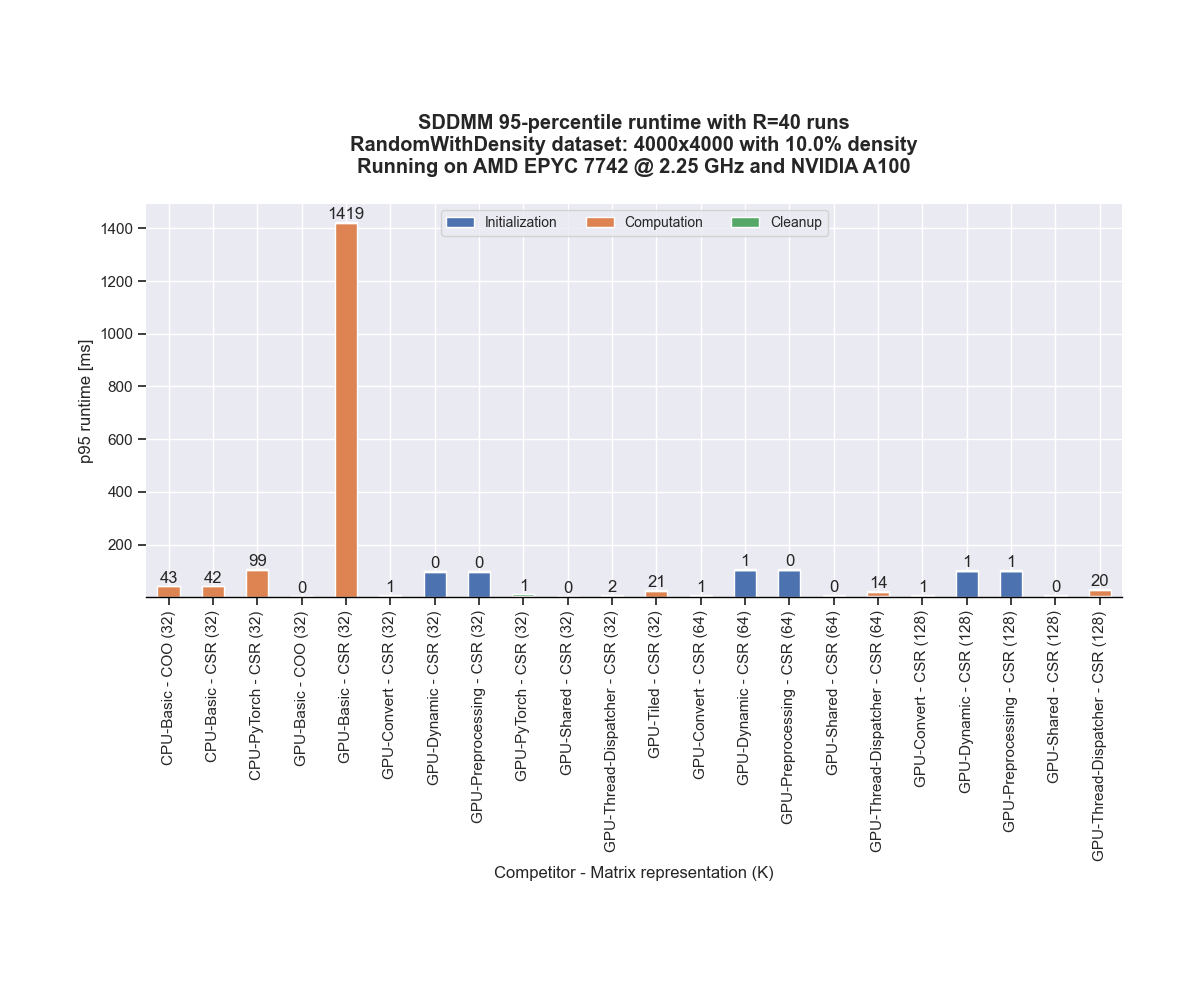 SDDMM 95-percentile runtime with R=40 runs
RandomWithDensity dataset: 4000x4000 with 10.0% density
Running on AMD EPYC 7742 @ 2.25 GHz and NVIDIA A100
Initialization
Computation
Cleanup
p95 runtime [ms]
1400
1200
1000
800
600
400
200
43
42
99
0
1419
1
0
0
1
0
2
21
1
1
0
0
14
1
1
1
0
20
CPU-Basic - COO (32)
CPU-Basic - CSR (32)
CPU-PyTorch - CSR (32)
GPU-Basic - COO (32)
GPU-Basic - CSR (32)
GPU-Convert - CSR (32)
GPU-Dynamic - CSR (32)
GPU-Preprocessing - CSR (32)
GPU-PyTorch - CSR (32)
GPU-Shared - CSR (32)
GPU-Thread-Dispatcher - CSR (32)
GPU-Tiled - CSR (32)
GPU-Convert - CSR (64)
GPU-Dynamic - CSR (64)
GPU-Preprocessing - CSR (64)
GPU-Shared - CSR (64)
GPU-Thread-Dispatcher - CSR (64)
GPU-Convert - CSR (128)
GPU-Dynamic - CSR (128)
GPU-Preprocessing - CSR (128)
GPU-Shared - CSR (128)
GPU-Thread-Dispatcher - CSR (128)
Competitor - Matrix representation (K)